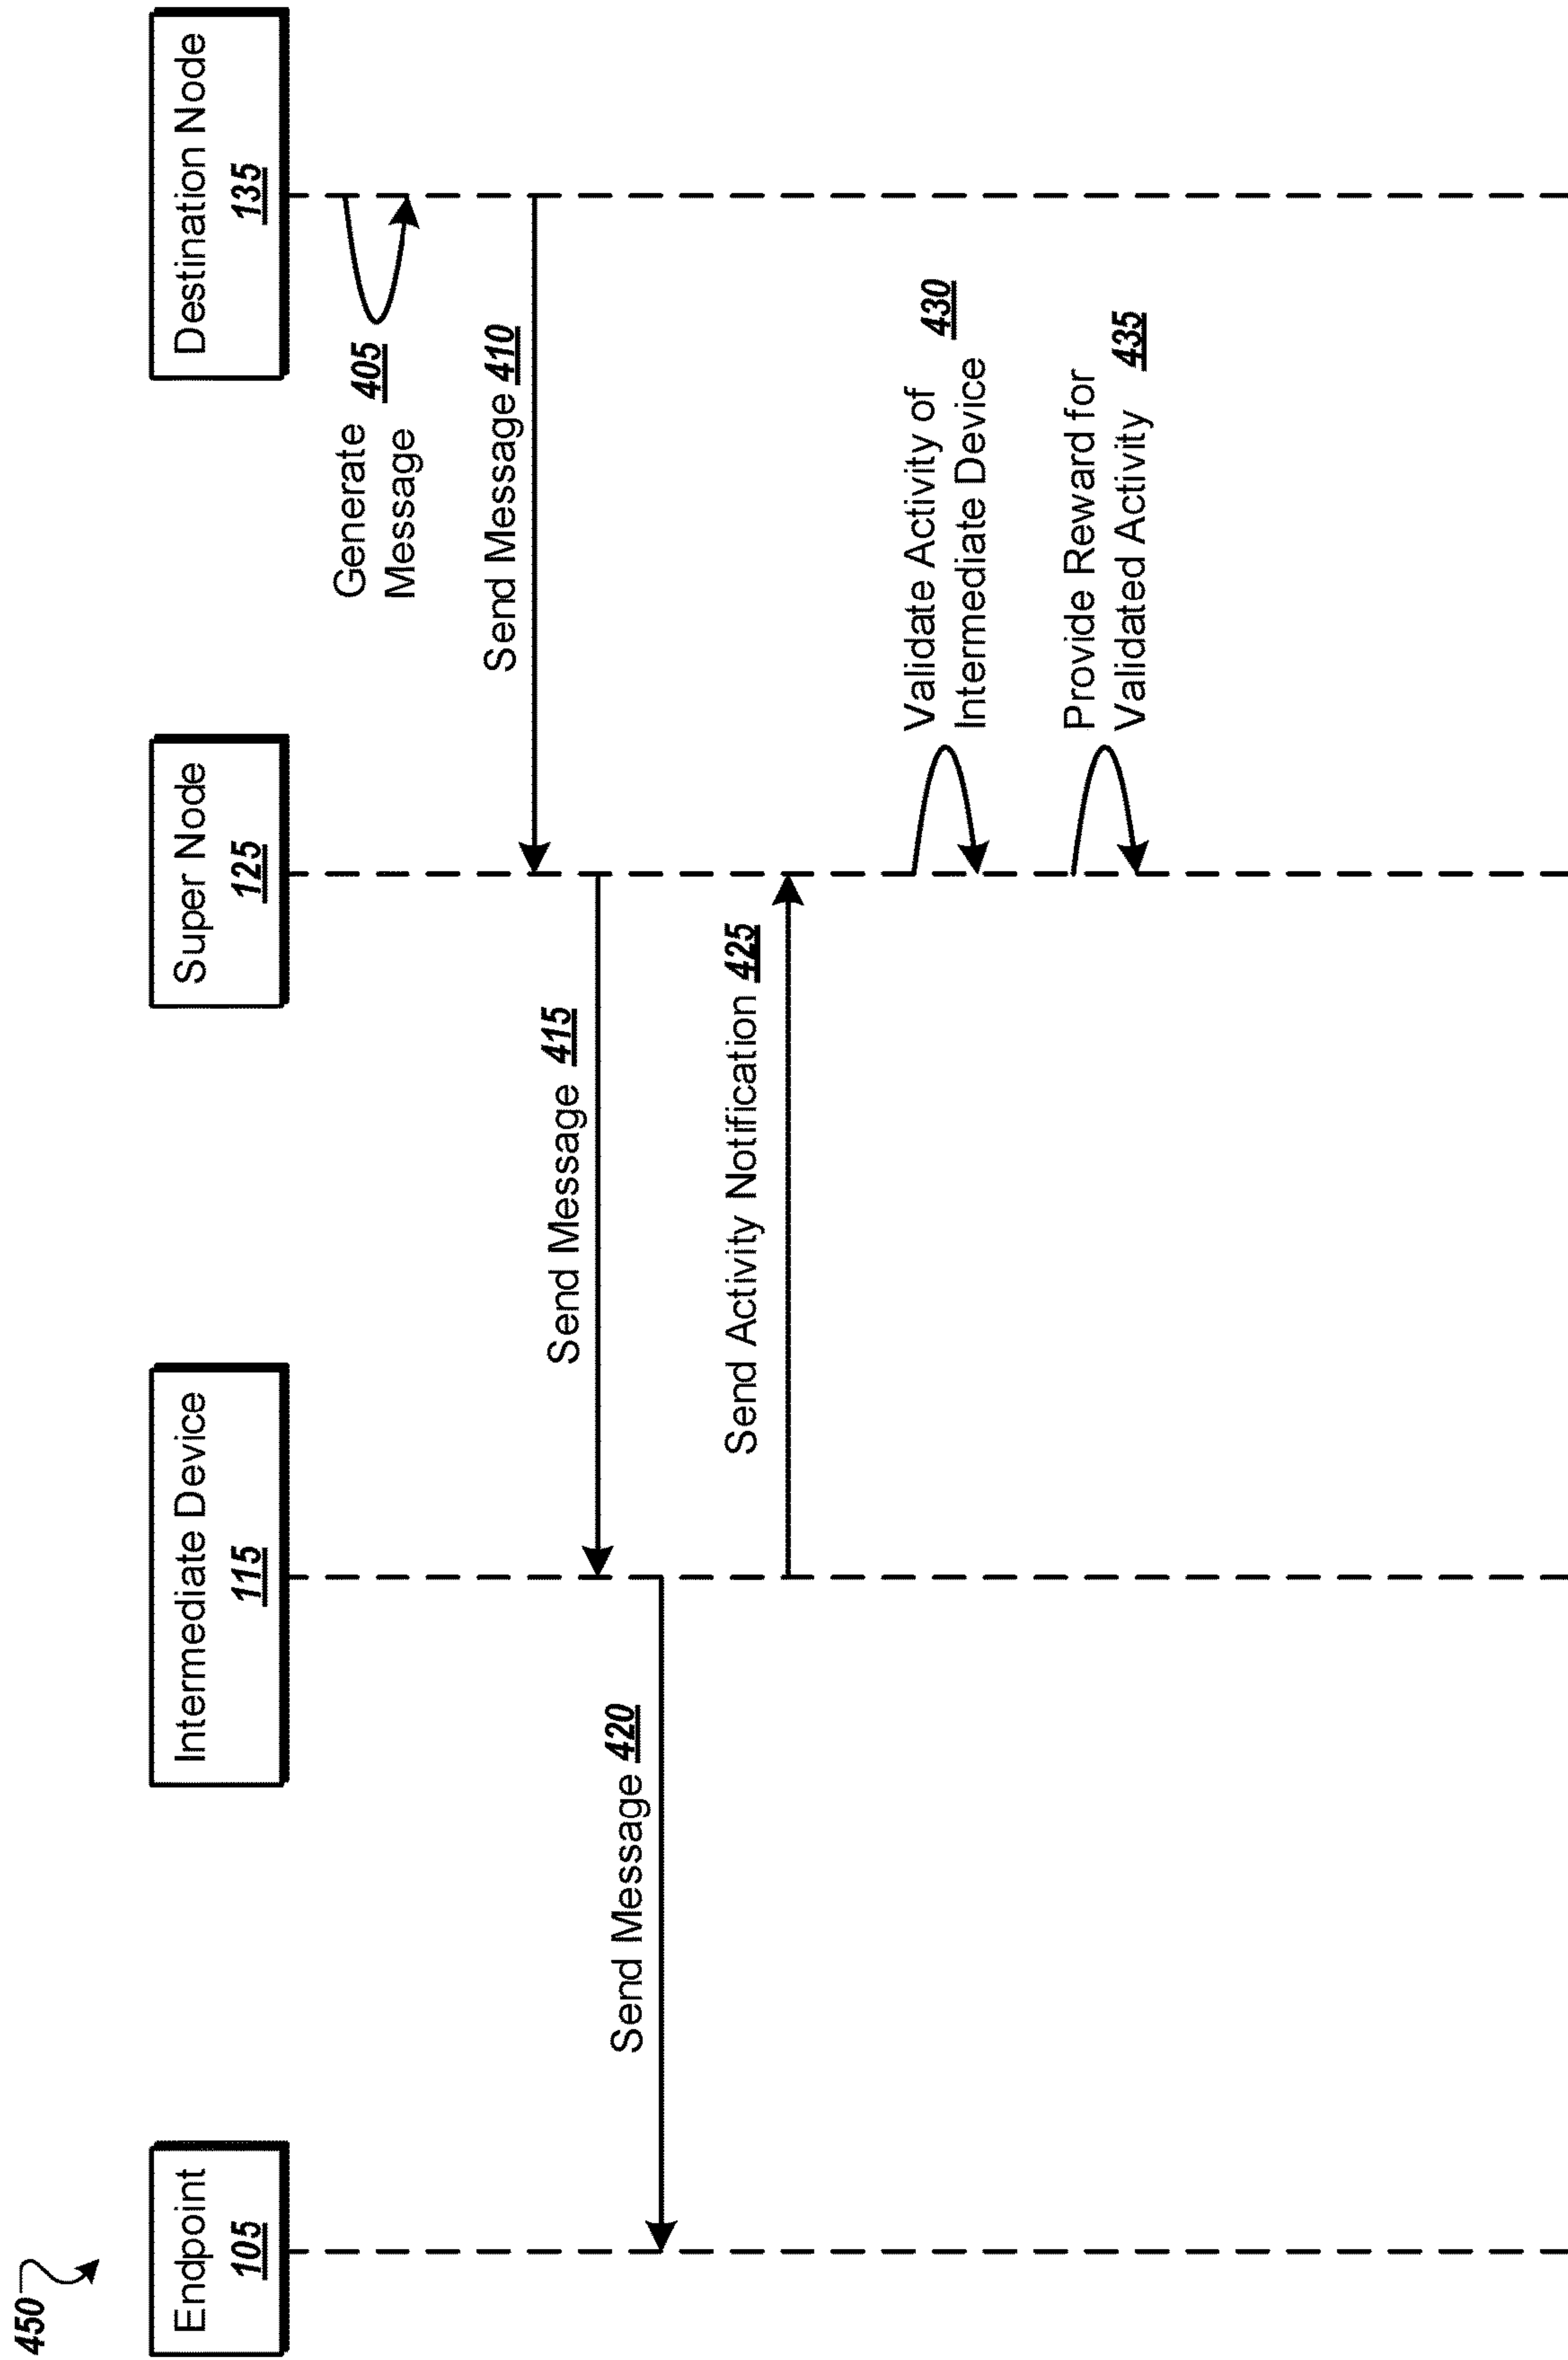 450
Endpoint
105
Intermediate Device
115
Super Node
125
Destination Node
135
Generate 405
Message
Send Message 410
Send Message 415
Send Message 420
Send Activity Notification 425
Validate Activity of 430
Intermediate Device
Provide Reward for
Validated Activity 435